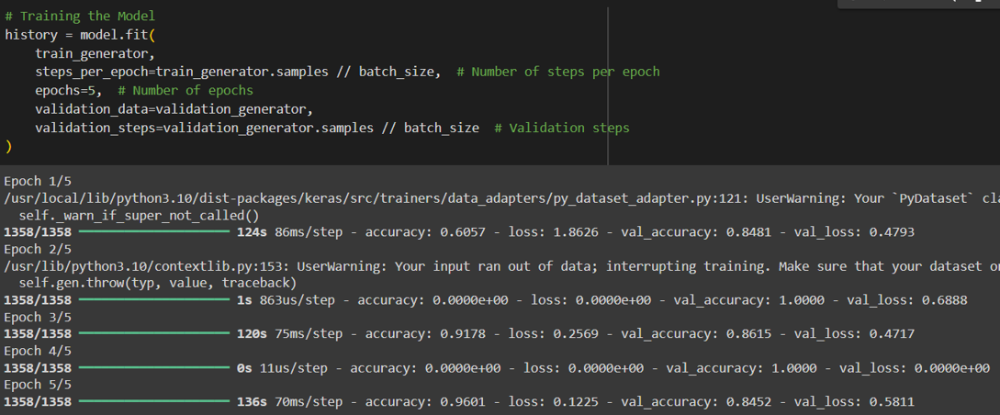 # Training the Model
history = model.fit(
    train_generator,
    steps_per_epoch=train_generator.samples // batch_size,  # Number of steps per epoch
    epochs=5,  # Number of epochs
    validation_data=validation_generator,
    validation_steps=validation_generator.samples // batch_size  # Validation steps
)
Epoch 1/5
/usr/local/lib/python3.10/dist-packages/keras/src/trainers/data_adapters/py_dataset_adapter.py:121: UserWarning: Your `PyDataset` cla
  self._warn_if_super_not_called()
1358/1358 ━━━━━━━━━━━━━━━━━━━━ 124s 86ms/step - accuracy: 0.6057 - loss: 1.8626 - val_accuracy: 0.8481 - val_loss: 0.4793
Epoch 2/5
/usr/lib/python3.10/contextlib.py:153: UserWarning: Your input ran out of data; interrupting training. Make sure that your dataset o
  self.gen.throw(typ, value, traceback)
1358/1358 ━━━━━━━━━━━━━━━━━━━━ 1s 863us/step - accuracy: 0.0000e+00 - loss: 0.0000e+00 - val_accuracy: 1.0000 - val_loss: 0.6888
Epoch 3/5
1358/1358 ━━━━━━━━━━━━━━━━━━━━ 120s 75ms/step - accuracy: 0.9178 - loss: 0.2569 - val_accuracy: 0.8615 - val_loss: 0.4717
Epoch 4/5
1358/1358 ━━━━━━━━━━━━━━━━━━━━ 0s 11us/step - accuracy: 0.0000e+00 - loss: 0.0000e+00 - val_accuracy: 1.0000 - val_loss: 0.0000e+00
Epoch 5/5
1358/1358 ━━━━━━━━━━━━━━━━━━━━ 136s 70ms/step - accuracy: 0.9601 - loss: 0.1225 - val_accuracy: 0.8452 - val_loss: 0.5811